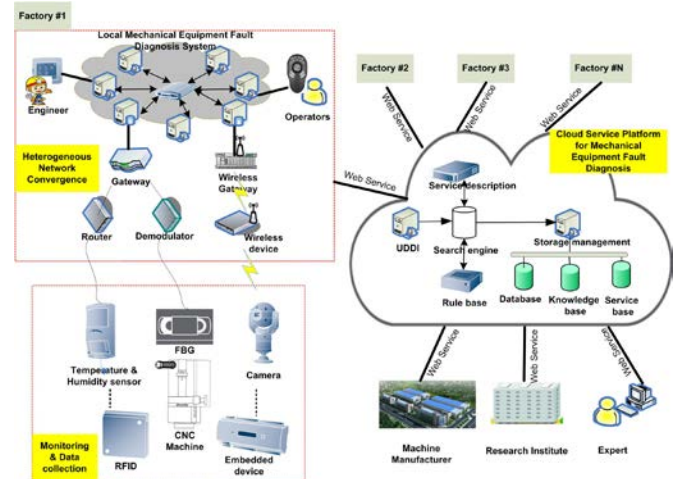 Factory #1
Local Mechanical Equipment Fault
Diagnosis System
Engineer
Operators
Heterogeneous
Network
Convergence
Gateway
Wireless
Gateway
Router
Demodulator
Wireless
device
Temperature &
Humidity sensor
FBG
Camera
CNC
Machine
RFID
Embedded
device
Monitoring
& Data
collection
Factory #2
Factory #3
Factory #N
Web Service
Web Service
Web Service
Web Service
Cloud Service Platform
for Mechanical
Equipment Fault
Diagnosis
Service description
UDDI
Search engine
Storage management
Rule base
Database
Knowledge
base
Service
base
Web Service
Web Service
Web Service
Machine
Manufacturer
Research Institute
Expert